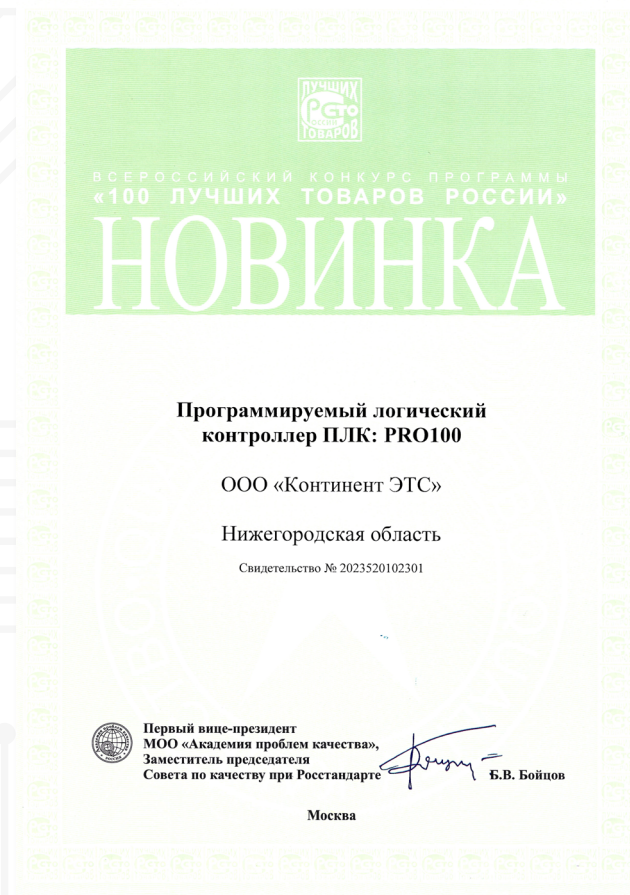 ЛУЧШИХ
РОССИИ
ТОВАРОВ
ВСЕРОССИЙСКИЙ КОНКУРС ПРОГРАММЫ
«100 ЛУЧШИХ ТОВАРОВ РОССИИ»
НОВИНКА
Программируемый логический
контроллер ПЛК: PRO100
ООО «Континент ЭТС»
Нижегородская область
Свидетельство № 2023520102301
Первый вице-президент
МОО «Академия проблем качества»,
Заместитель председателя
Совета по качеству при Росстандарте
Б.В. Бойцов
Москва